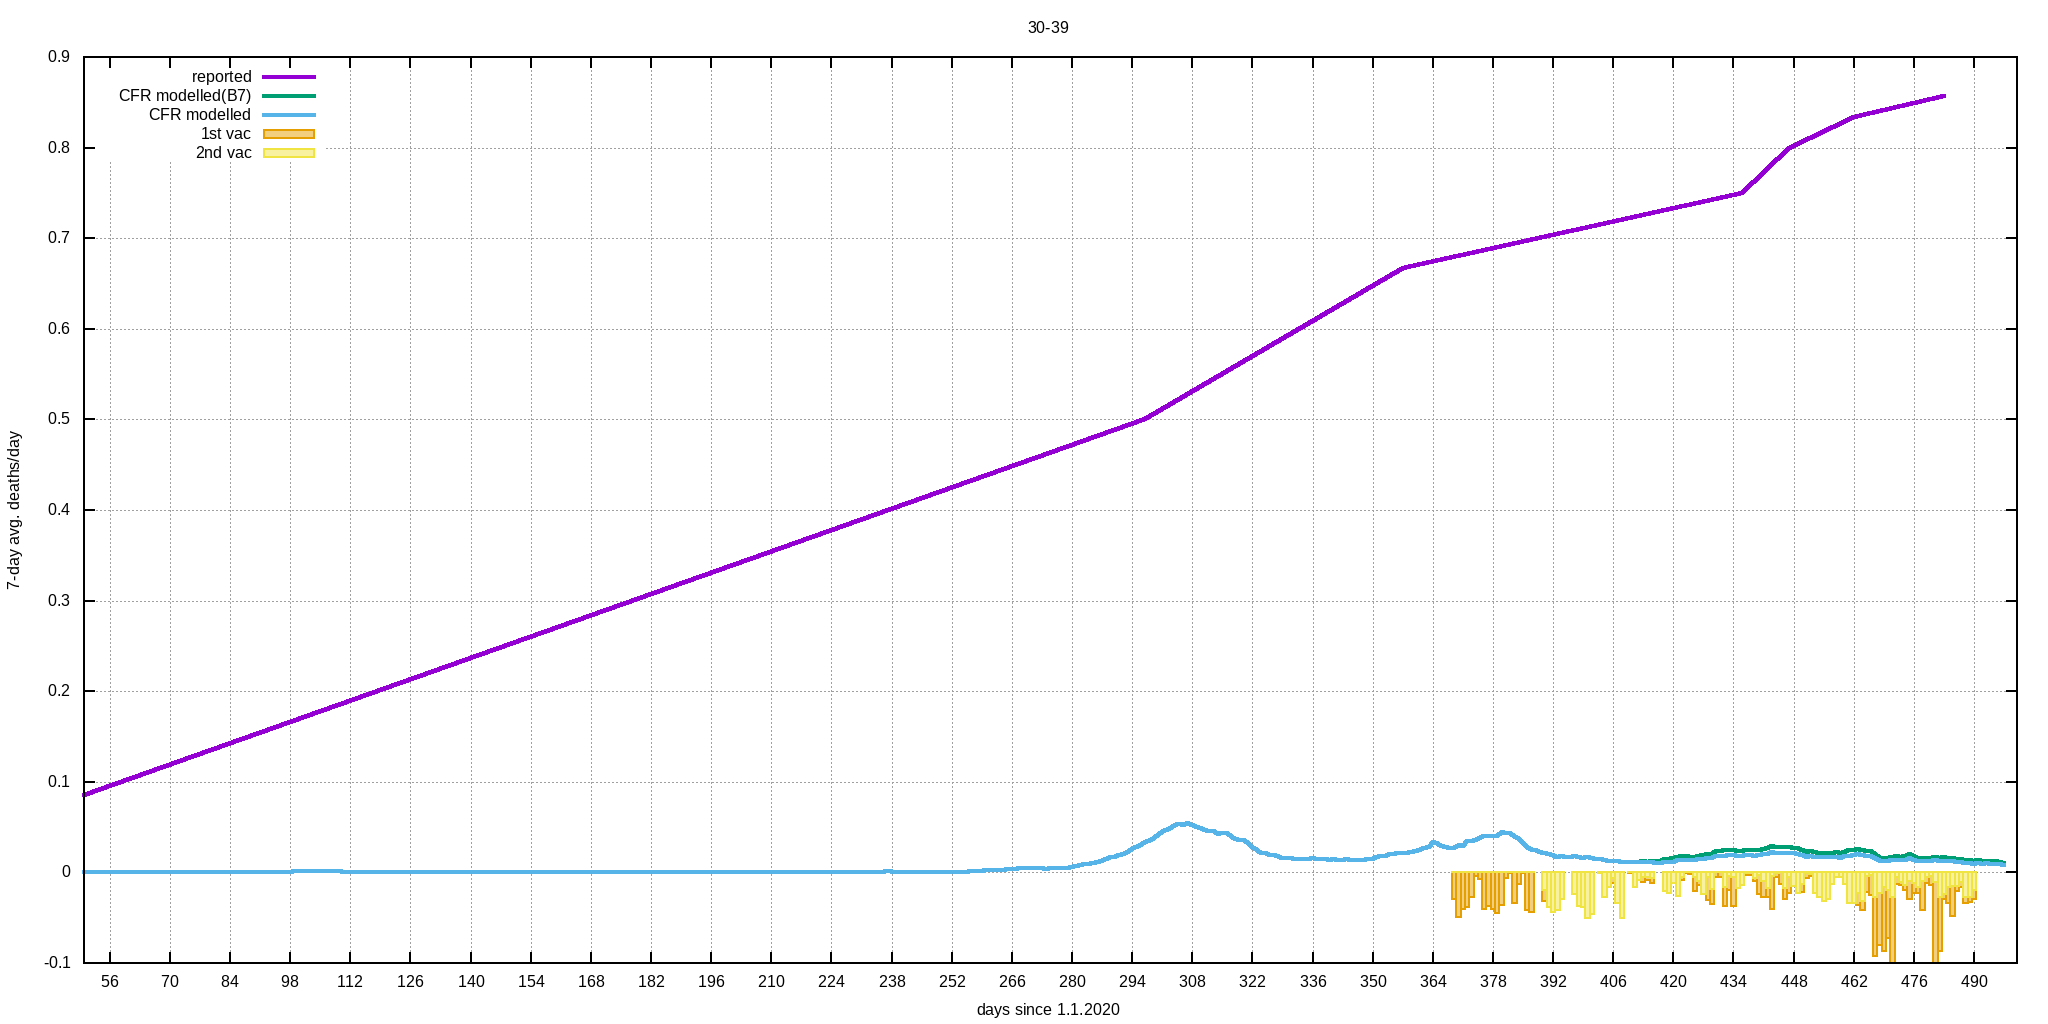 30-39
reported
CFR modelled(B7)
CFR modelled
1st vac
2nd vac
0.9
0.8
0.7
0.6
0.5
0.4
0.3
0.2
0.1
0
-0.1
7-day avg. deaths/day
56 70 84 98 112 126 140 154 168 182 196 210 224 238 252 266 280 294 308 322 336 350 364 378 392 406 420 434 448 462 476 490
days since 1.1.2020